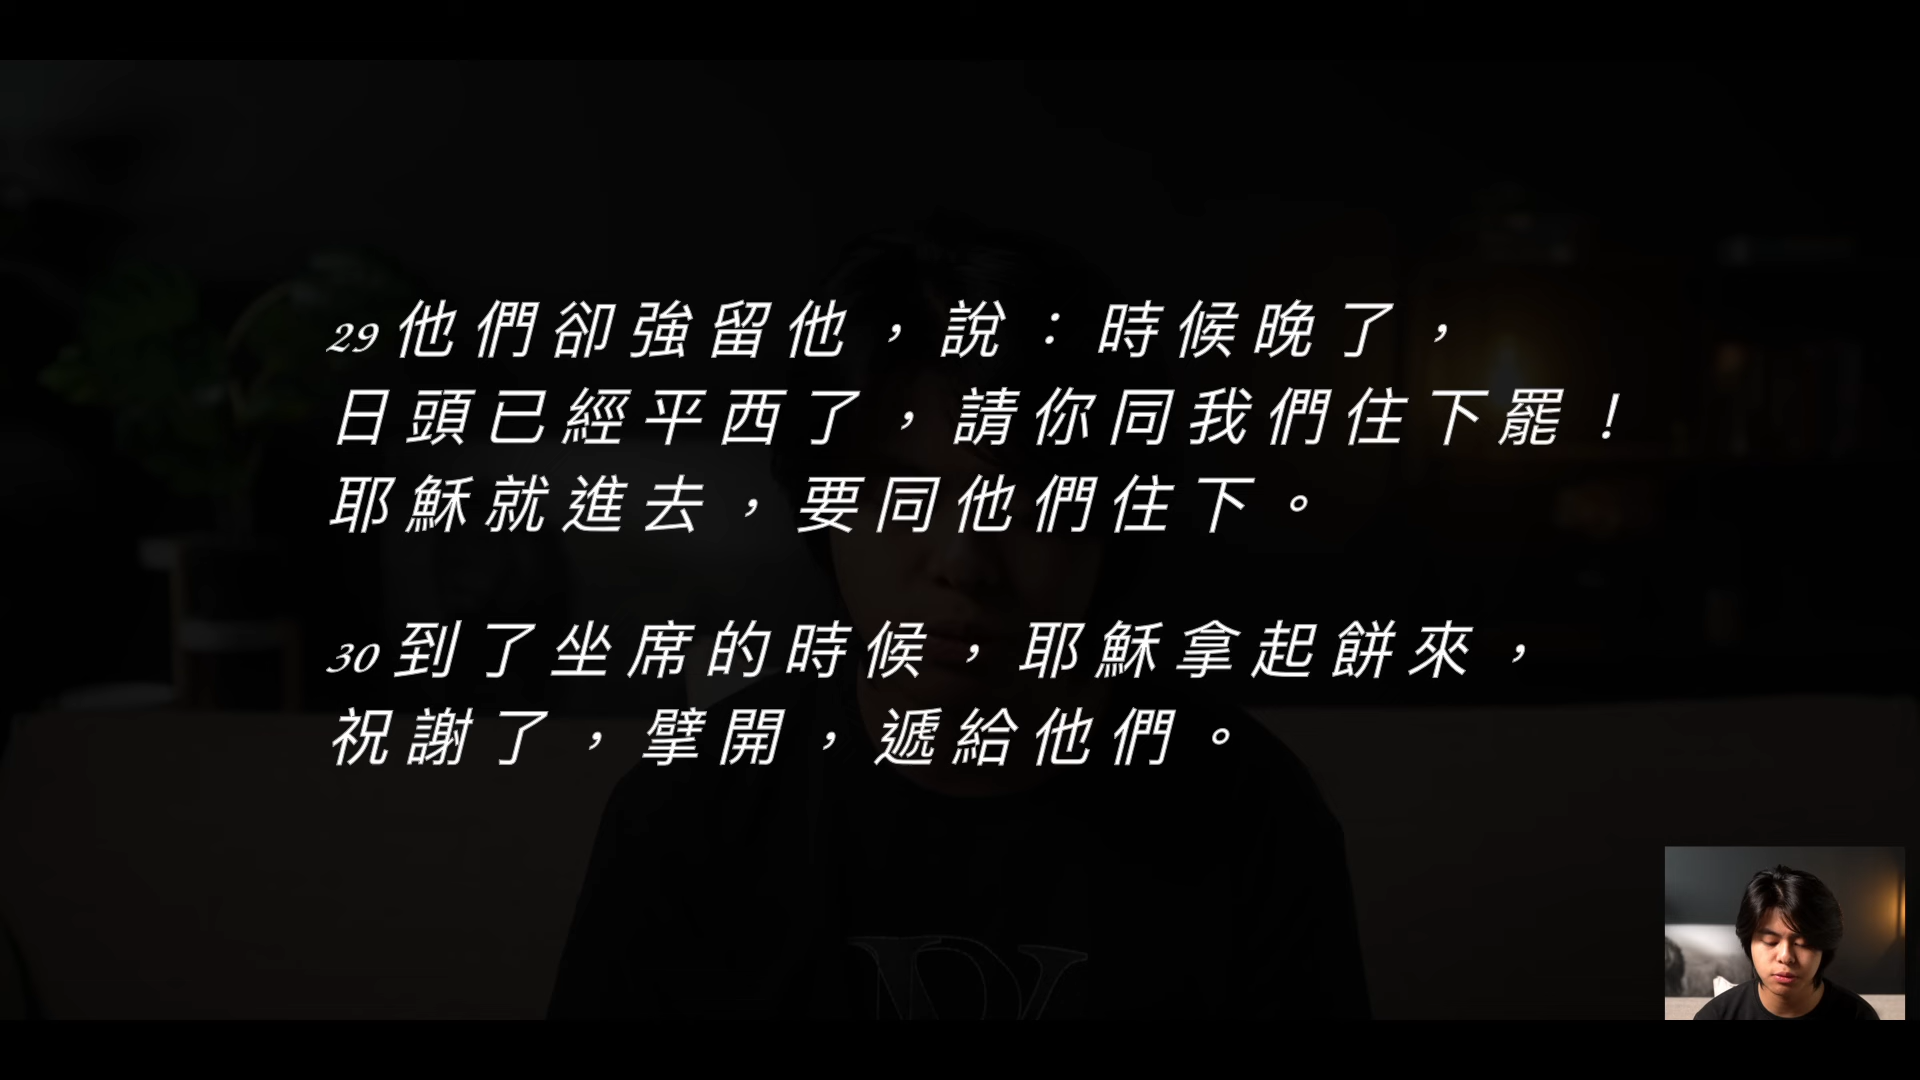 29 他們卻強留他，說：時候晚了，
日頭已經平西了，請你同我們住下罷！
耶穌就進去，要同他們住下。
30 到了坐席的時候，耶穌拿起餅來，
祝謝了，擘開，遞給他們。